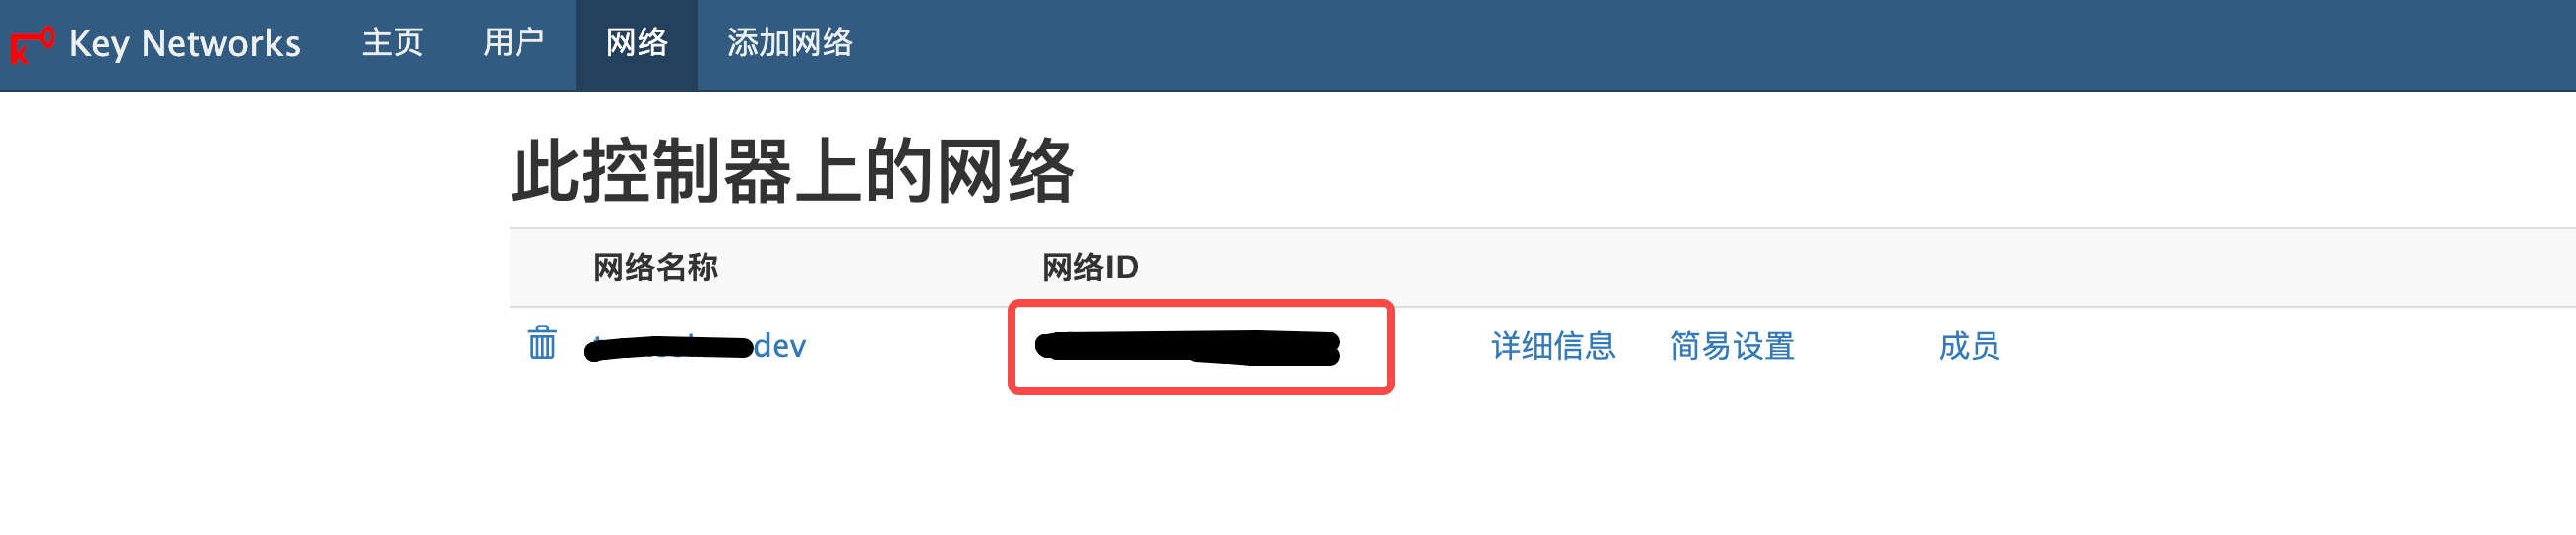 Key Networks 主页 用户 网络 添加网络
此控制器上的网络
网络名称 网络ID
dev 详细信息 简易设置 成员